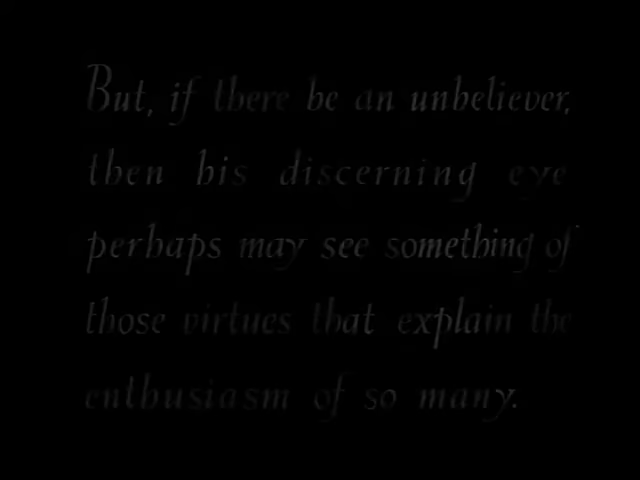 But, if there be an unbeliever,
then his discerning eye
perhaps may see something of
those virtues that explain the
enthusiasm of so many.